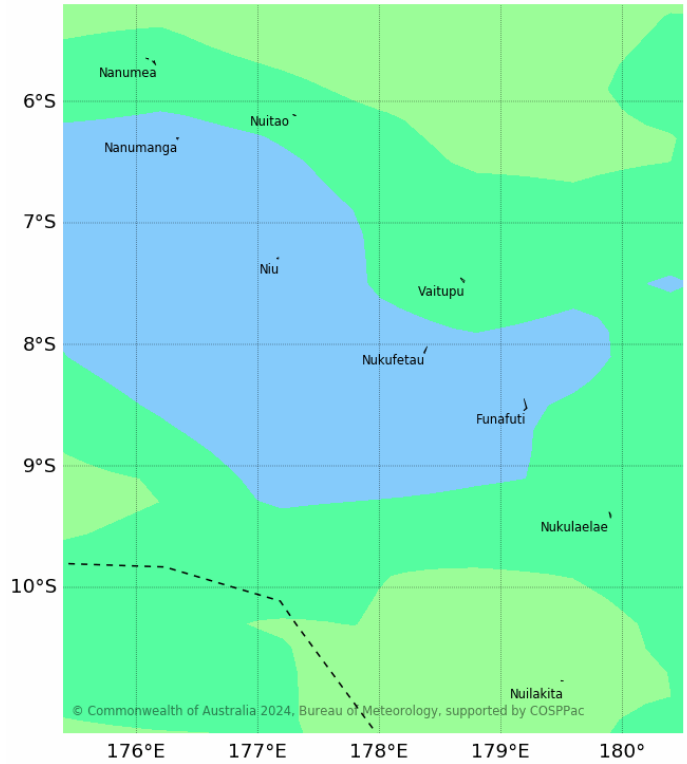 Nanumea
6°S
Nuitao
Nanumanga
7°S
Niu
Vaitupu
8°S
Nukufetau
Funafuti
9°S
Nukulaelae
10°S
Nuilakita
© Commonwealth of Australia 2024, Bureau of Meteorology, supported by COSPPac
176°E 177°E 178°E 179°E 180°